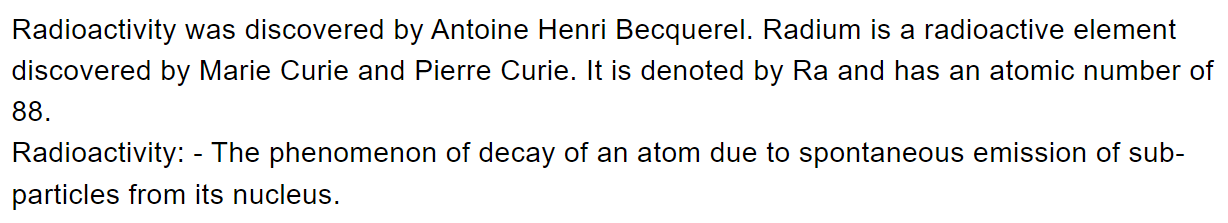 Radioactivity was discovered by Antoine Henri Becquerel. Radium is a radioactive element
discovered by Marie Curie and Pierre Curie. It is denoted by Ra and has an atomic number of
88.
Radioactivity: - The phenomenon of decay of an atom due to spontaneous emission of sub-
particles from its nucleus.